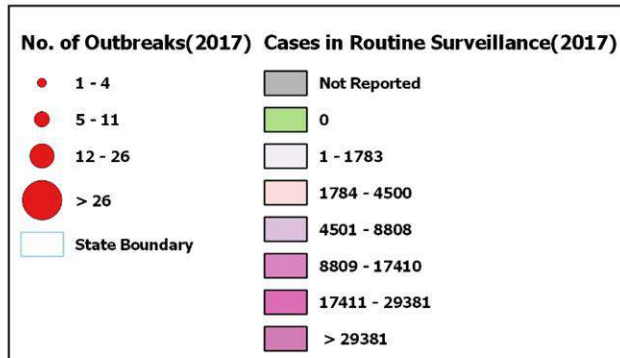 No. of Outbreaks(2017) Cases in Routine Surveillance(2017)
1 - 4
5 - 11
12 - 26
> 26
State Boundary
Not Reported
0
1 - 1783
1784 - 4500
4501 - 8808
8809 - 17410
17411 - 29381
> 29381